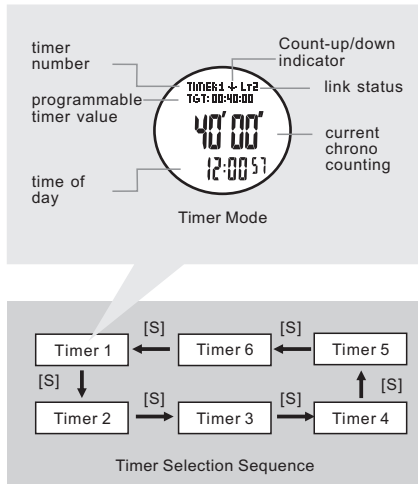 timer
number
Count-up/down
indicator
TIMER1 ↓ LT2
link status
programmable
timer value
TGT: 00:40:00
40'00"
current
chrono
counting
time of
day
12:00 57
Timer Mode
[S] [S]
Timer 1 Timer 6 Timer 5
[S] [S] [S] [S]
Timer 2 Timer 3 Timer 4
Timer Selection Sequence